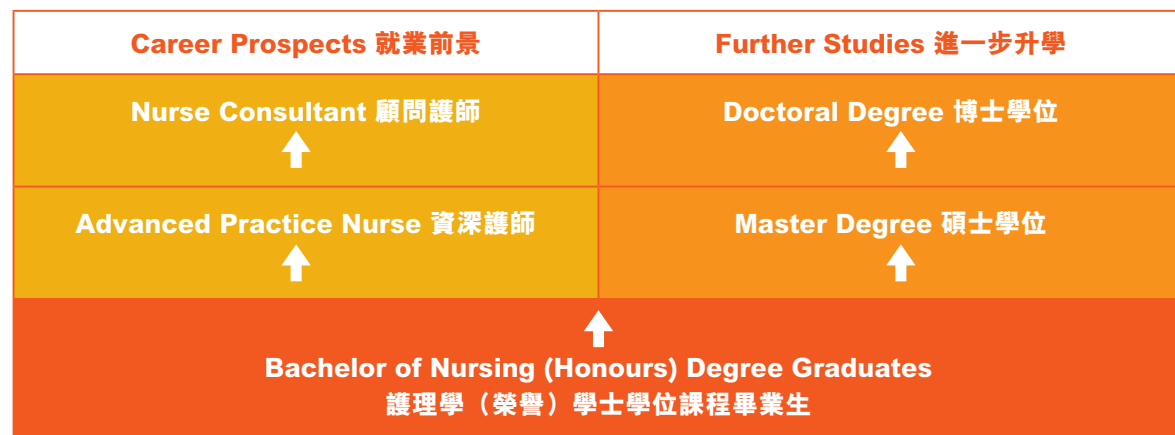 Career Prospects 就業前景
Further Studies 進一步升學
Nurse Consultant 顧問護師
Doctoral Degree 博士學位
Advanced Practice Nurse 資深護師
Master Degree 碩士學位
Bachelor of Nursing (Honours) Degree Graduates
護理學（榮譽）學士學位課程畢業生